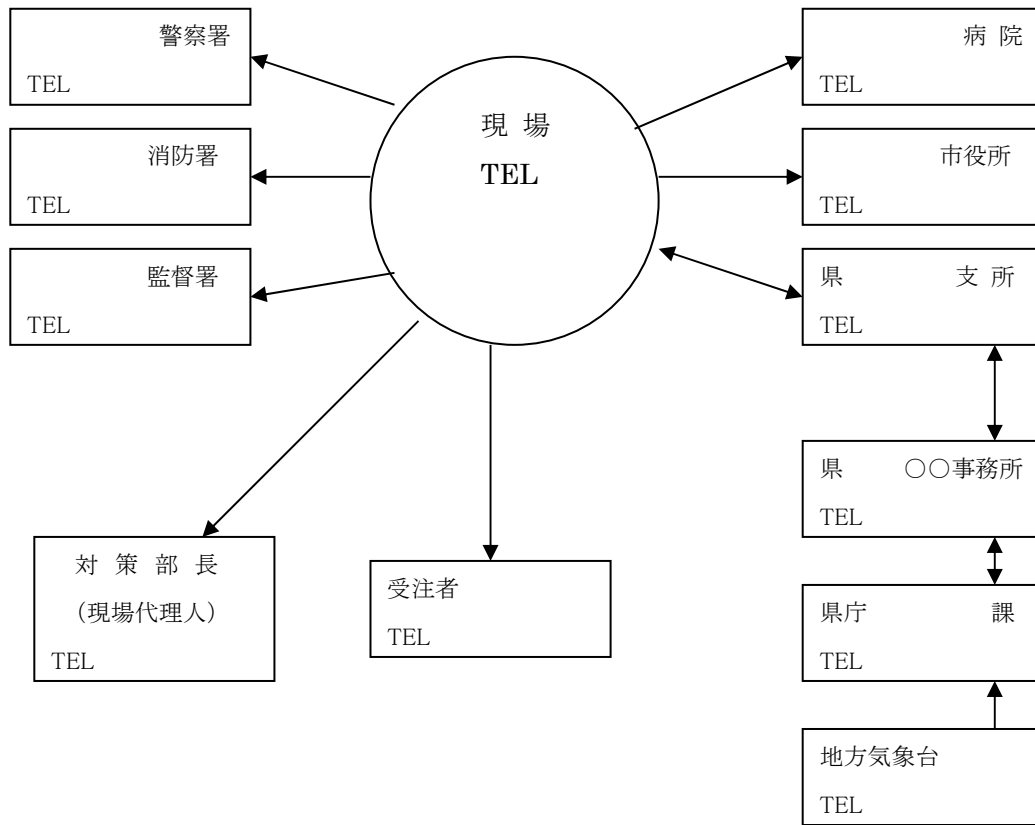 警察署
TEL
消防署
TEL
監督署
TEL
現 場
TEL
病 院
TEL
市役所
TEL
県 支 所
TEL
県 〇〇事務所
TEL
県庁 課
TEL
地方気象台
TEL
対 策 部 長
（現場代理人）
TEL
受注者
TEL